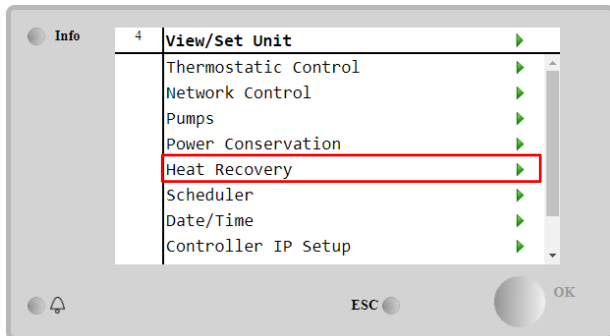 Info
4 View/Set Unit
Thermostatic Control
Network Control
Pumps
Power Conservation
Heat Recovery
Scheduler
Date/Time
Controller IP Setup
ESC
OK